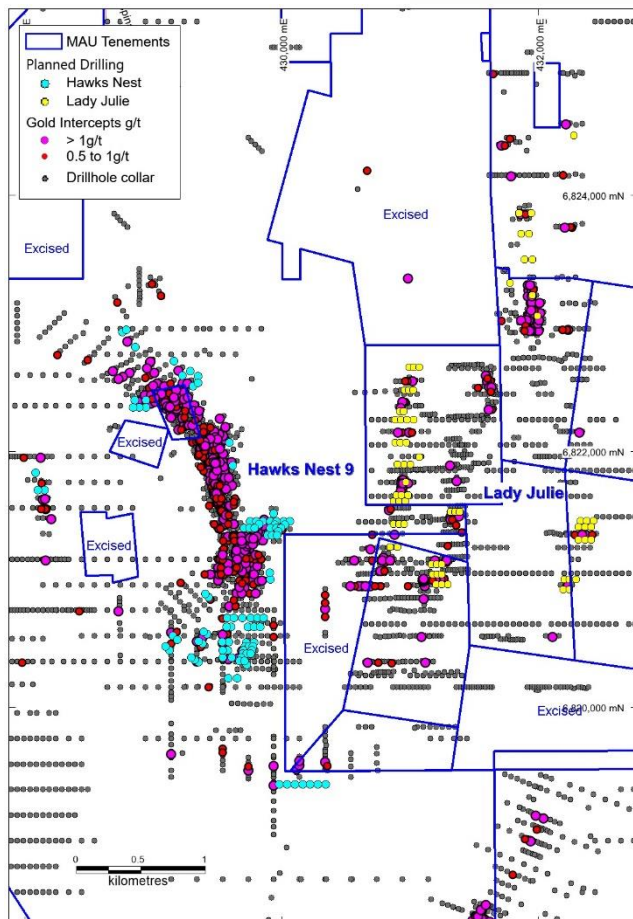 mE
430,000 mE
432,000 mE
MAU Tenements
Planned Drilling
Hawks Nest
Lady Julie
Gold Intercepts g/t
> 1g/t
0.5 to 1g/t
Drillhole collar
6,824,000 mN
Excised
Excised
6,822,000 mN
Excised
Hawks Nest 9
Lady Julie
Excised
Excised
6,820,000 mN
Excised
0
0.5
1
kilometres